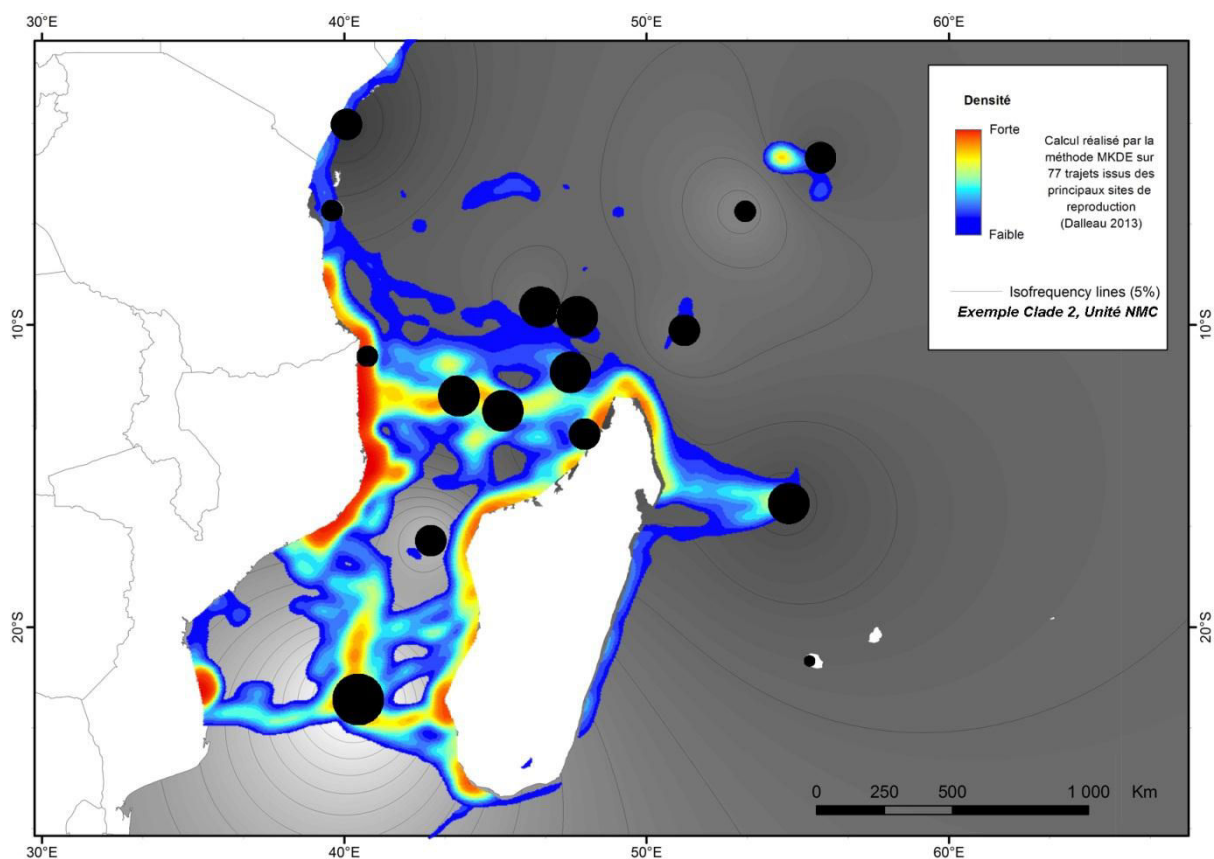 30°E 40°E 50°E 60°E
Densité
Forte
Calcul réalisé par la
méthode MKDE sur
77 trajets issus des
principaux sites de
reproduction
(Dalleau 2013)
Faible
Isofrequency lines (5%)
Exemple Clade 2, Unité NMC
10°S 10°S
20°S 20°S
0 250 500 1 000 Km
30°E 40°E 50°E 60°E